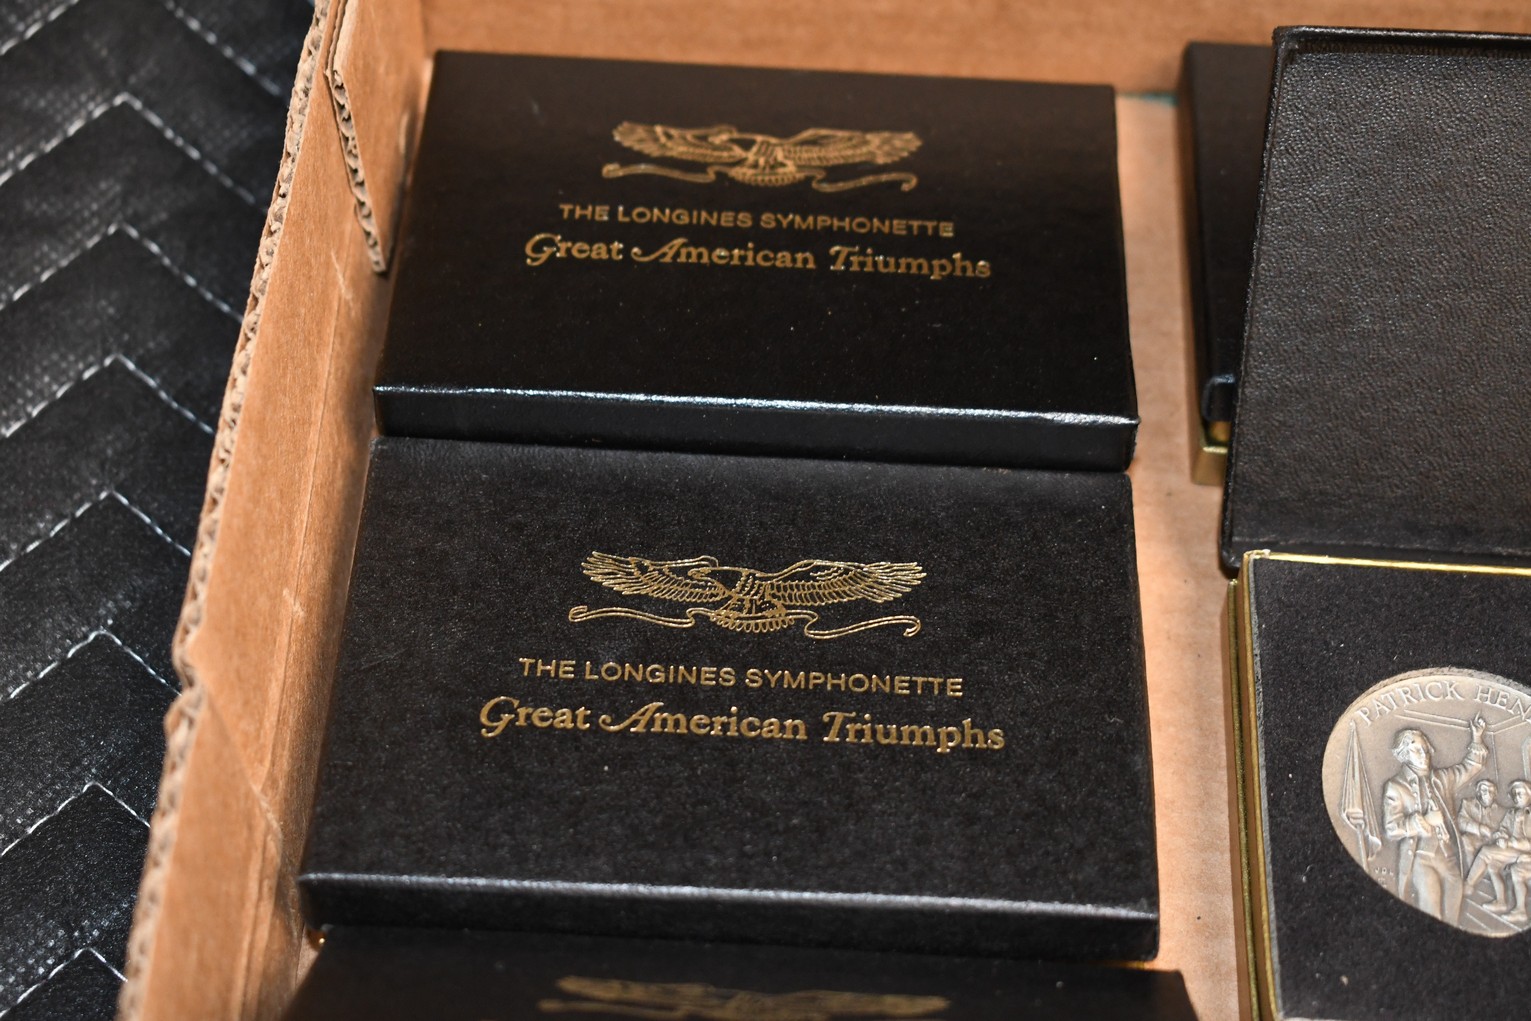 THE LONGINES SYMPHONETTE
Great American Triumphs
THE LONGINES SYMPHONETTE
Great American Triumphs
PATRICK HEN